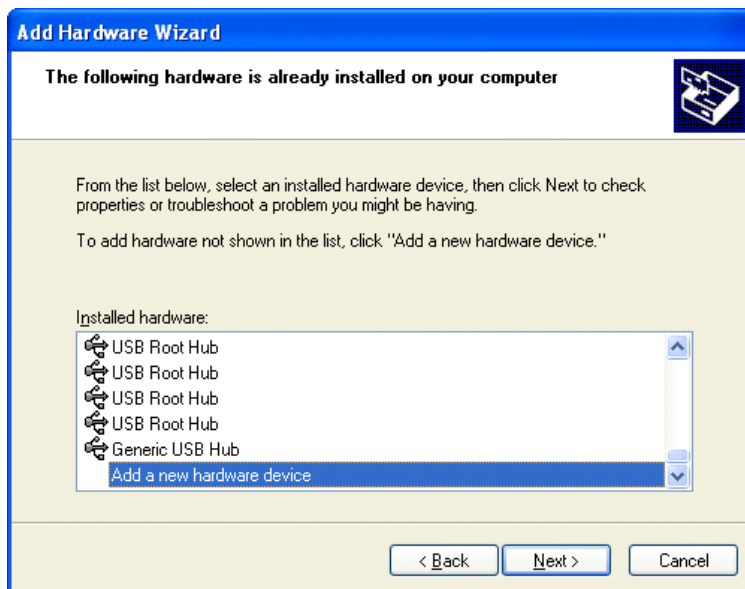 Add Hardware Wizard
The following hardware is already installed on your computer
From the list below, select an installed hardware device, then click Next to check
properties or troubleshoot a problem you might be having.
To add hardware not shown in the list, click "Add a new hardware device."
Installed hardware:
USB Root Hub
USB Root Hub
USB Root Hub
USB Root Hub
Generic USB Hub
Add a new hardware device
< Back Next > Cancel